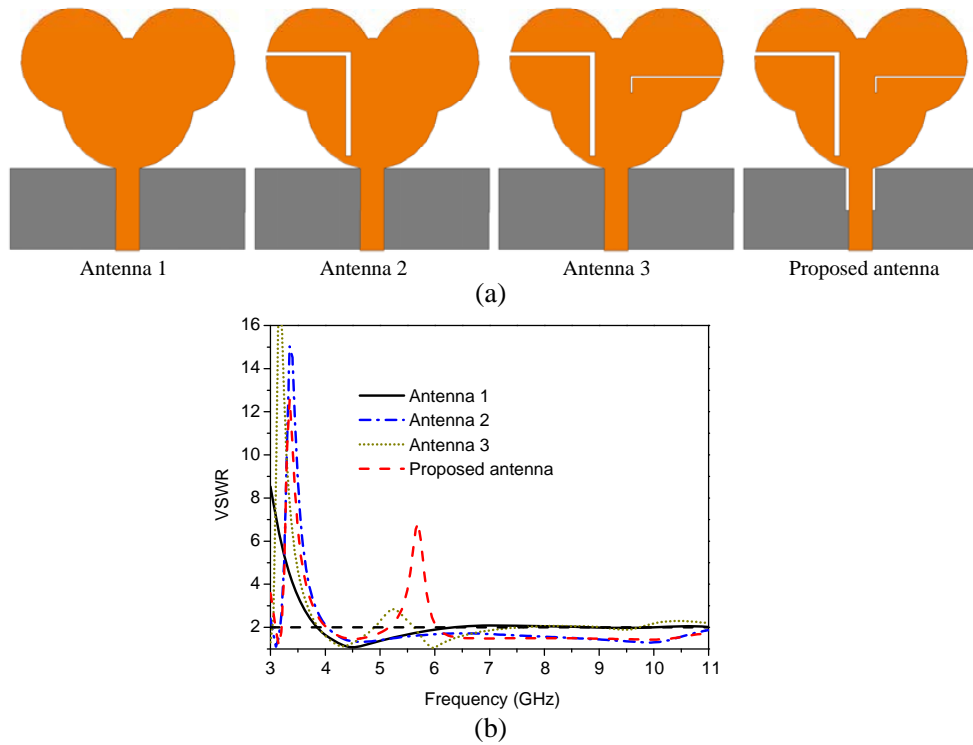 Antenna 1
Antenna 2
Antenna 3
Proposed antenna
(a)
16
14
12
10
8
6
4
2
VSWR
Antenna 1
Antenna 2
Antenna 3
Proposed antenna
3 4 5 6 7 8 9 10 11
Frequency (GHz)
(b)